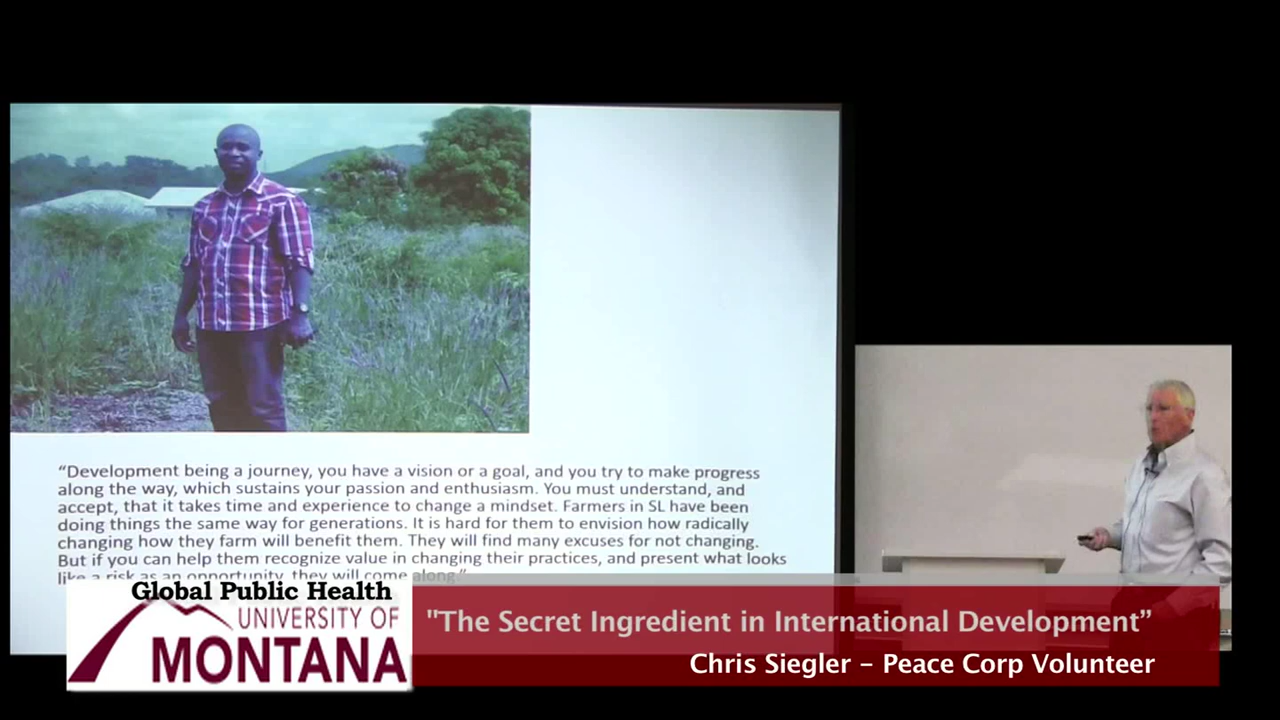 “Development being a journey, you have a vision or a goal, and you try to make progress
along the way, which sustains your passion and enthusiasm. You must understand, and
accept, that it takes time and experience to change a mindset. Farmers in SL have been
doing things the same way for generations. It is hard for them to envision how radically
changing how they farm will benefit them. They will find many excuses for not changing.
But if you can help them recognize value in changing their practices, and present what looks
like a risk as an opportunity, they will come along.”
Global Public Health
UNIVERSITY OF
MONTANA
"The Secret Ingredient in International Development”
Chris Siegler – Peace Corp Volunteer